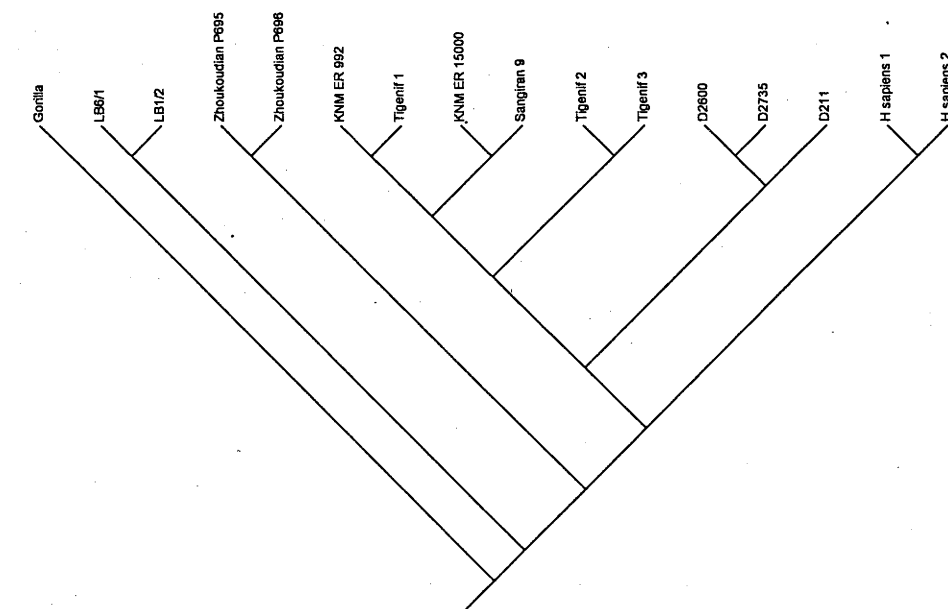 Gorilla
LB6/1
LB1/2
Zhoukoudian P695
Zhoukoudian P696
KNM ER 992
Tigenif 1
KNM ER 15000
Sangiran 9
Tigenif 2
Tigenif 3
D2600
D2735
D211
H sapiens 1
H sapiens 2